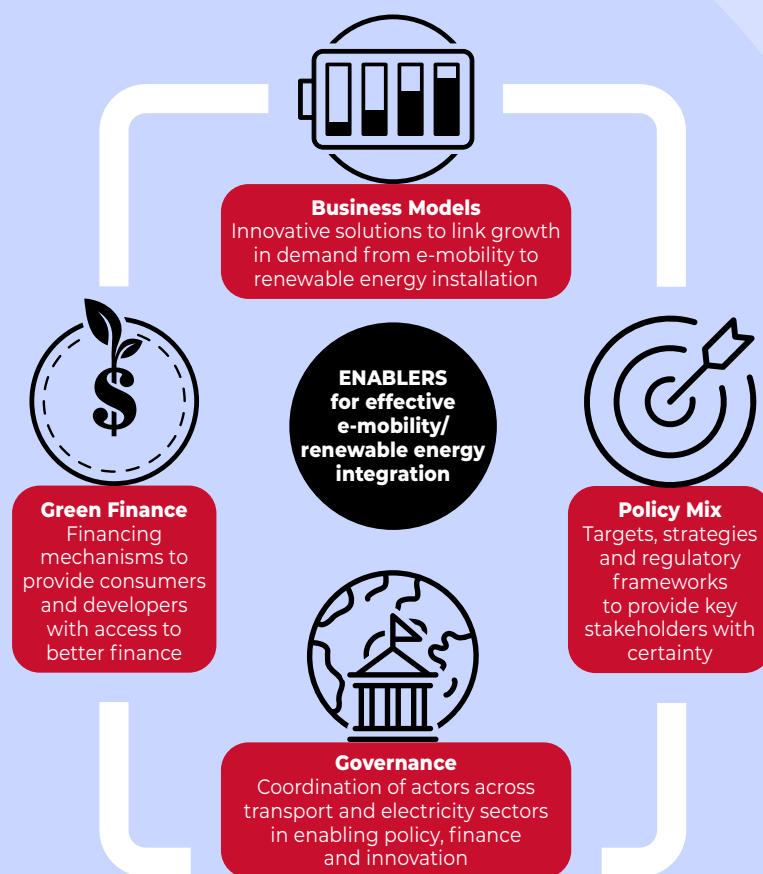 Business Models
Innovative solutions to link growth
in demand from e-mobility to
renewable energy installation
ENABLERS
for effective
e-mobility/
renewable energy
integration
$
Green Finance
Financing
mechanisms to
provide consumers
and developers
with access to
better finance
Policy Mix
Targets, strategies
and regulatory
frameworks
to provide key
stakeholders with
certainty
Governance
Coordination of actors across
transport and electricity sectors
in enabling policy, finance
and innovation